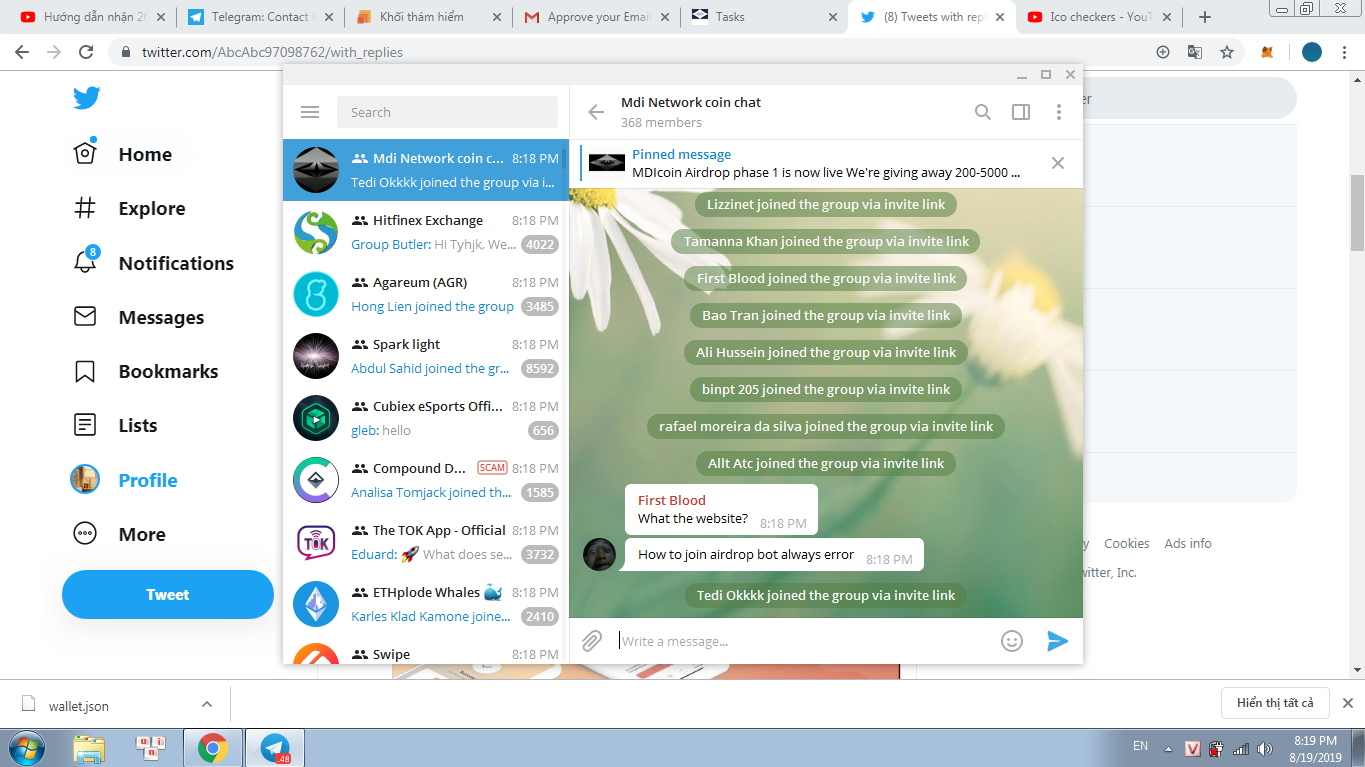 Hướng dẫn nhận 20
Telegram: Contact
Khối thám hiểm
Approve your Email
Tasks
(8) Tweets with repl
Ico checkers - YouT
twitter.com/AbcAbc97098762/with_replies
Home
Explore
8
Notifications
Messages
Bookmarks
Lists
Profile
More
Tweet
Search
Mdi Network coin c... 8:18 PM
Tedi Okkkk joined the group via i...
Hitfinex Exchange 8:18 PM
Group Butler: Hi Tyhjk, We... 4022
Agareum (AGR) 8:18 PM
Hong Lien joined the group 3485
Spark light 8:18 PM
Abdul Sahid joined the gr... 8592
Cubiex eSports Offi... 8:18 PM
gleb: hello 656
Compound D... SCAM 8:18 PM
Analisa Tomjack joined th... 1585
TOK
The TOK App - Official 8:18 PM
Eduard: 🚀 What does se... 3732
ETHplode Whales 🐳 8:18 PM
Karles Klad Kamone joine... 2410
Swipe 8:18 PM
Mdi Network coin chat
368 members
Pinned message
MDIcoin Airdrop phase 1 is now live We're giving away 200-5000 ...
Lizzinet joined the group via invite link
Tamanna Khan joined the group via invite link
First Blood joined the group via invite link
Bao Tran joined the group via invite link
Ali Hussein joined the group via invite link
binpt 205 joined the group via invite link
rafael moreira da silva joined the group via invite link
Allt Atc joined the group via invite link
First Blood
What the website? 8:18 PM
How to join airdrop bot always error 8:18 PM
Tedi Okkkk joined the group via invite link
Write a message...
er
y Cookies Ads info
witter, Inc.
wallet.json
Hiển thị tất cả
u i n
.48
EN
V
8:19 PM
8/19/2019